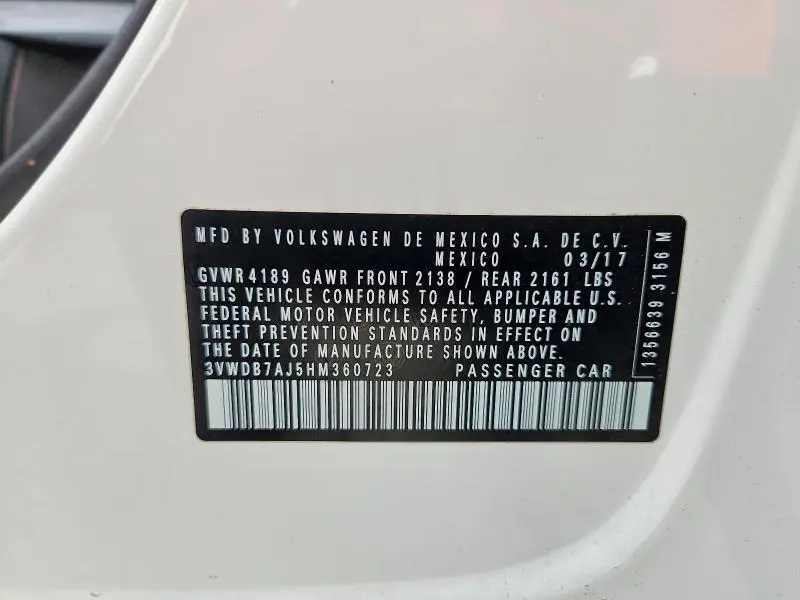 MFD BY VOLKSWAGEN DE MEXICO S.A. DE C.V.
MEXICO 03/17
GVWR 4189 GAWR FRONT 2138 / REAR 2161 LBS
THIS VEHICLE CONFORMS TO ALL APPLICABLE U.S.
FEDERAL MOTOR VEHICLE SAFETY, BUMPER AND
THEFT PREVENTION STANDARDS IN EFFECT ON
THE DATE OF MANUFACTURE SHOWN ABOVE.
3VWDB7AJ5HM360723 PASSENGER CAR
1356639 3156 M